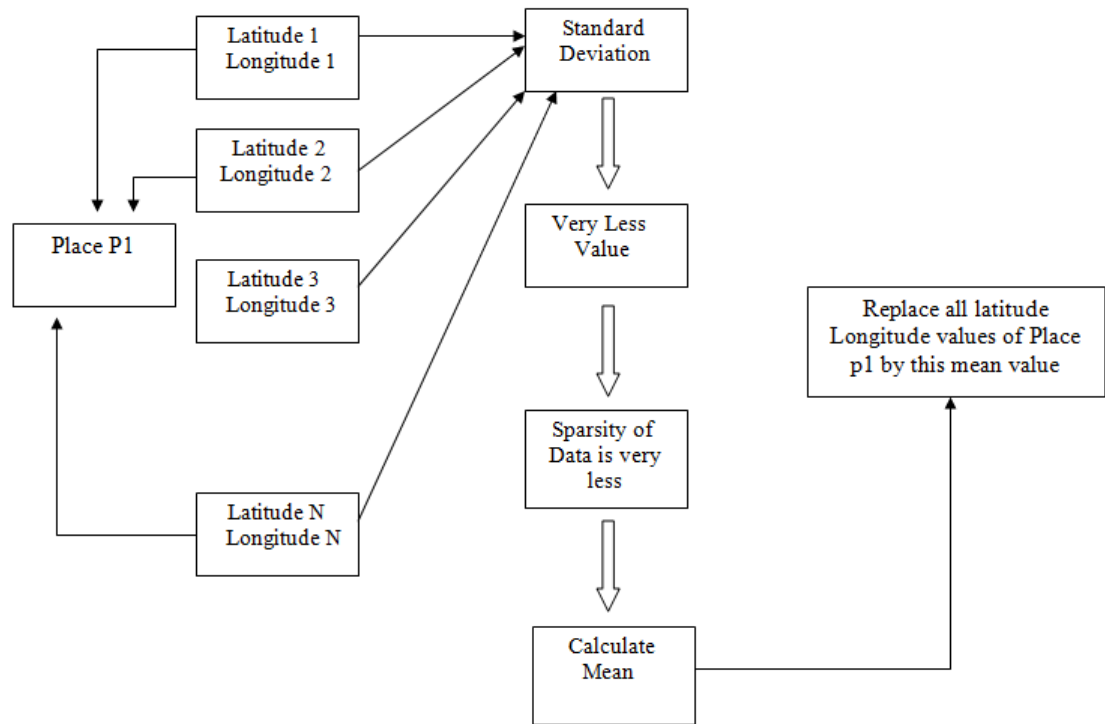 Latitude 1
Longitude 1
Standard
Deviation
Latitude 2
Longitude 2
Place P1
Very Less
Value
Latitude 3
Longitude 3
Replace all latitude
Longitude values of Place
p1 by this mean value
Sparsity of
Data is very
less
Latitude N
Longitude N
Calculate
Mean